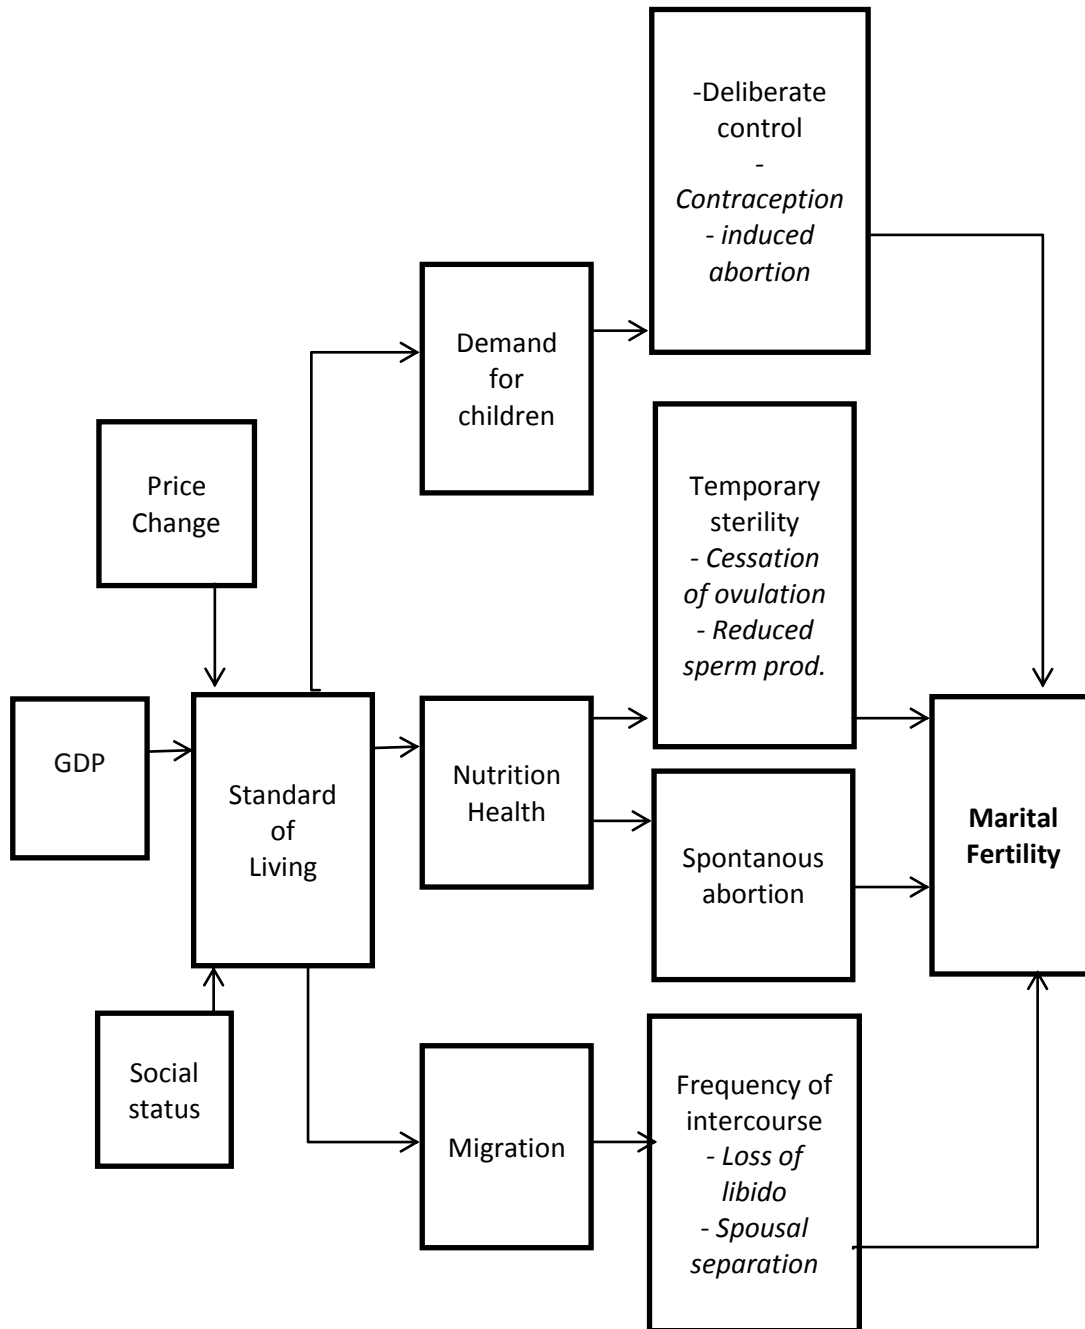 -Deliberate
control
-
Contraception
- induced
abortion
Demand
for
children
Price
Change
Temporary
sterility
- Cessation
of ovulation
- Reduced
sperm prod.
GDP
Standard
of
Living
Nutrition
Health
Spontanous
abortion
Marital
Fertility
Social
status
Migration
Frequency of
intercourse
- Loss of
libido
- Spousal
separation